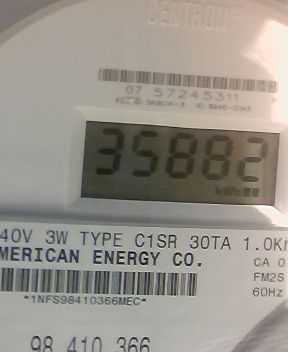 CENTRON®
07 57245311
35882
kWh
40V 3W TYPE C1SR 30TA 1.0K
MERICAN ENERGY CO.
CA 0
FM2S
60Hz
*1NFS98410366MEC*
98 410 366